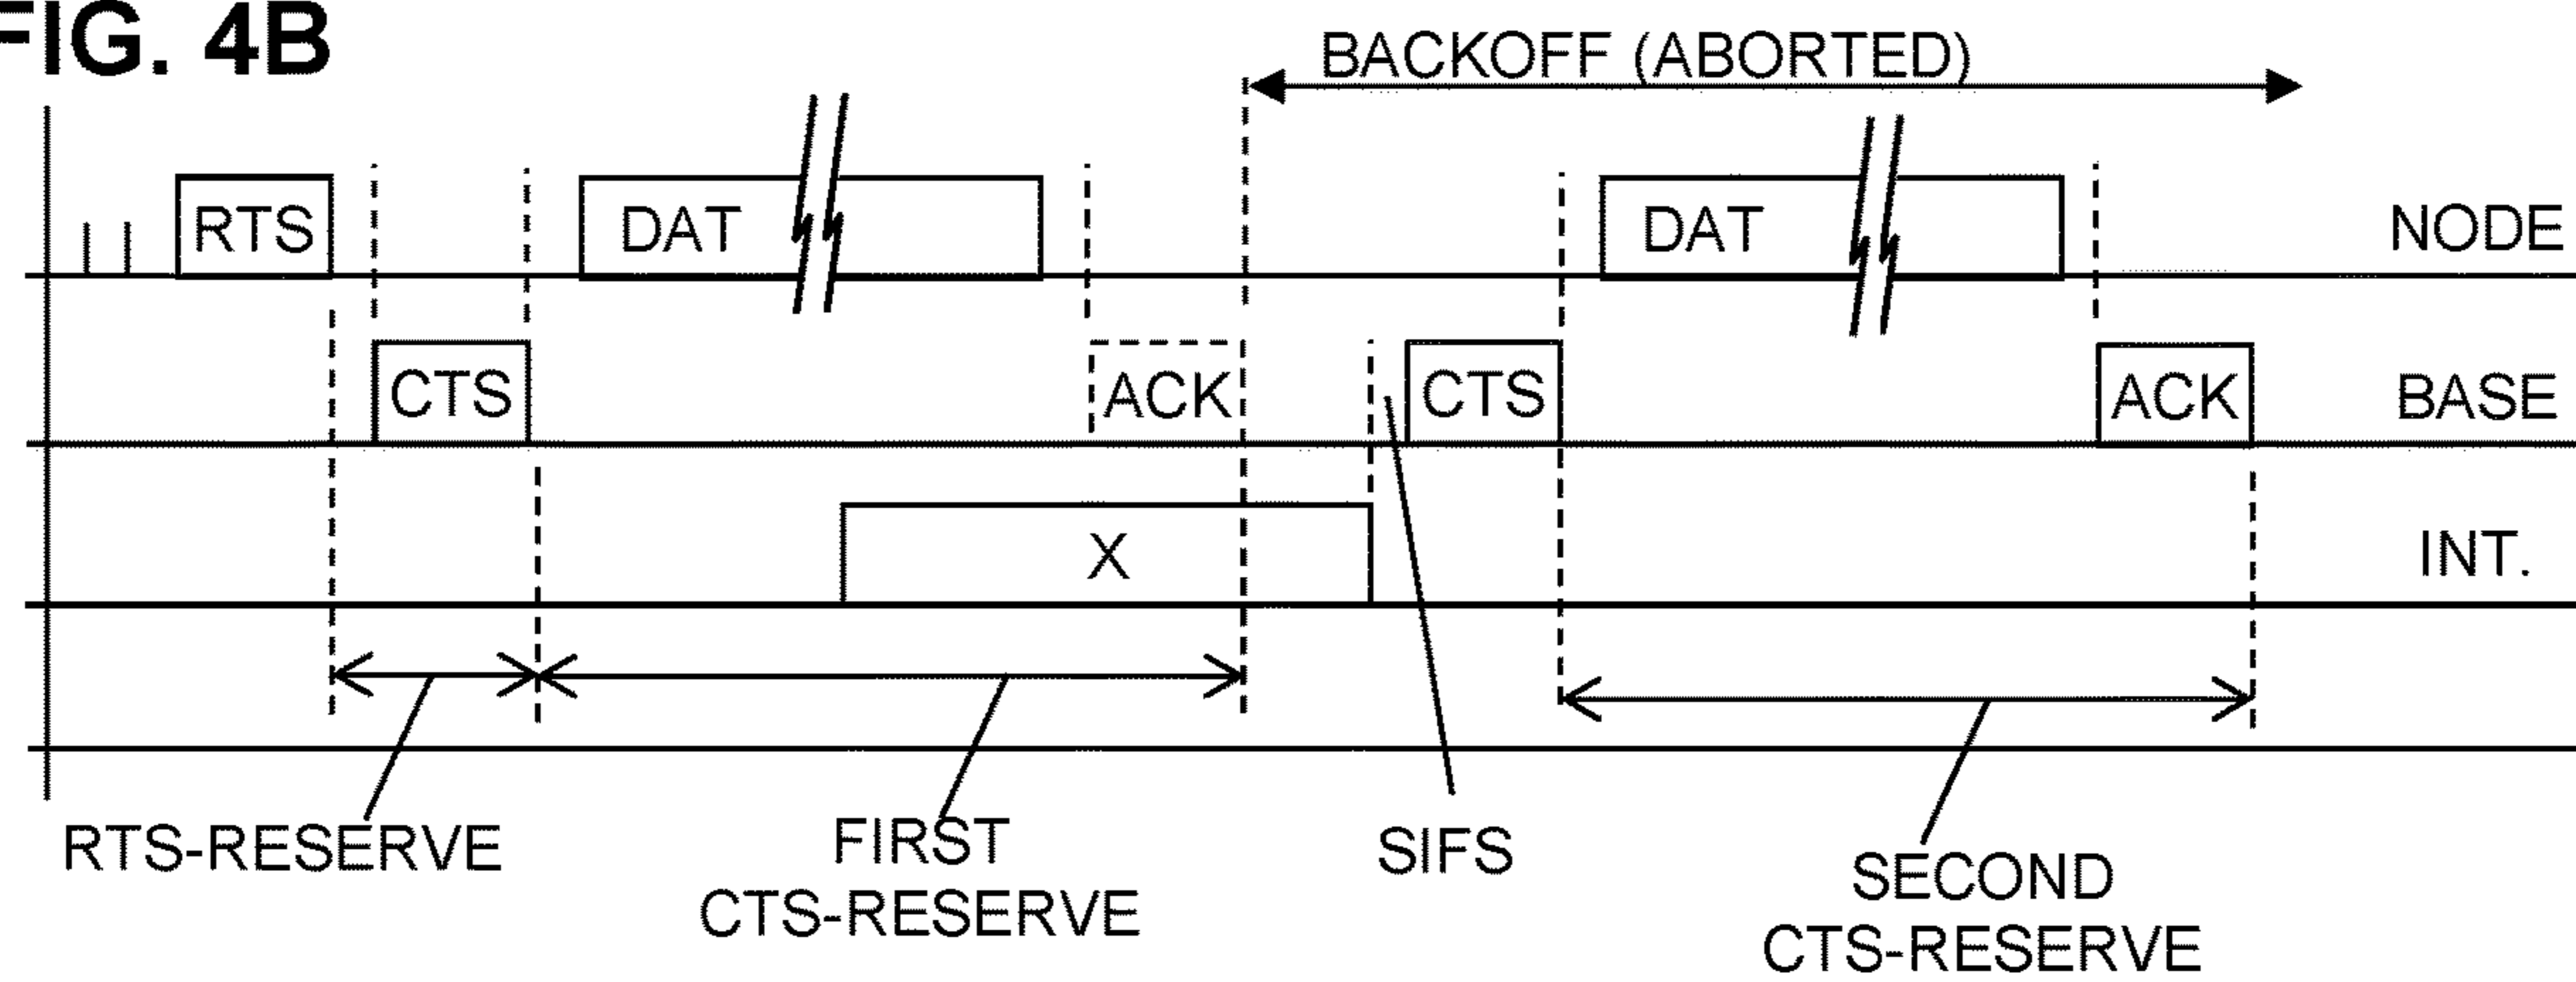 FIG. 4B
BACKOFF (ABORTED)
RTS
DAT
DAT
NODE
CTS
ACK
CTS
ACK
BASE
X
INT.
RTS-RESERVE
FIRST
CTS-RESERVE
SIFS
SECOND
CTS-RESERVE